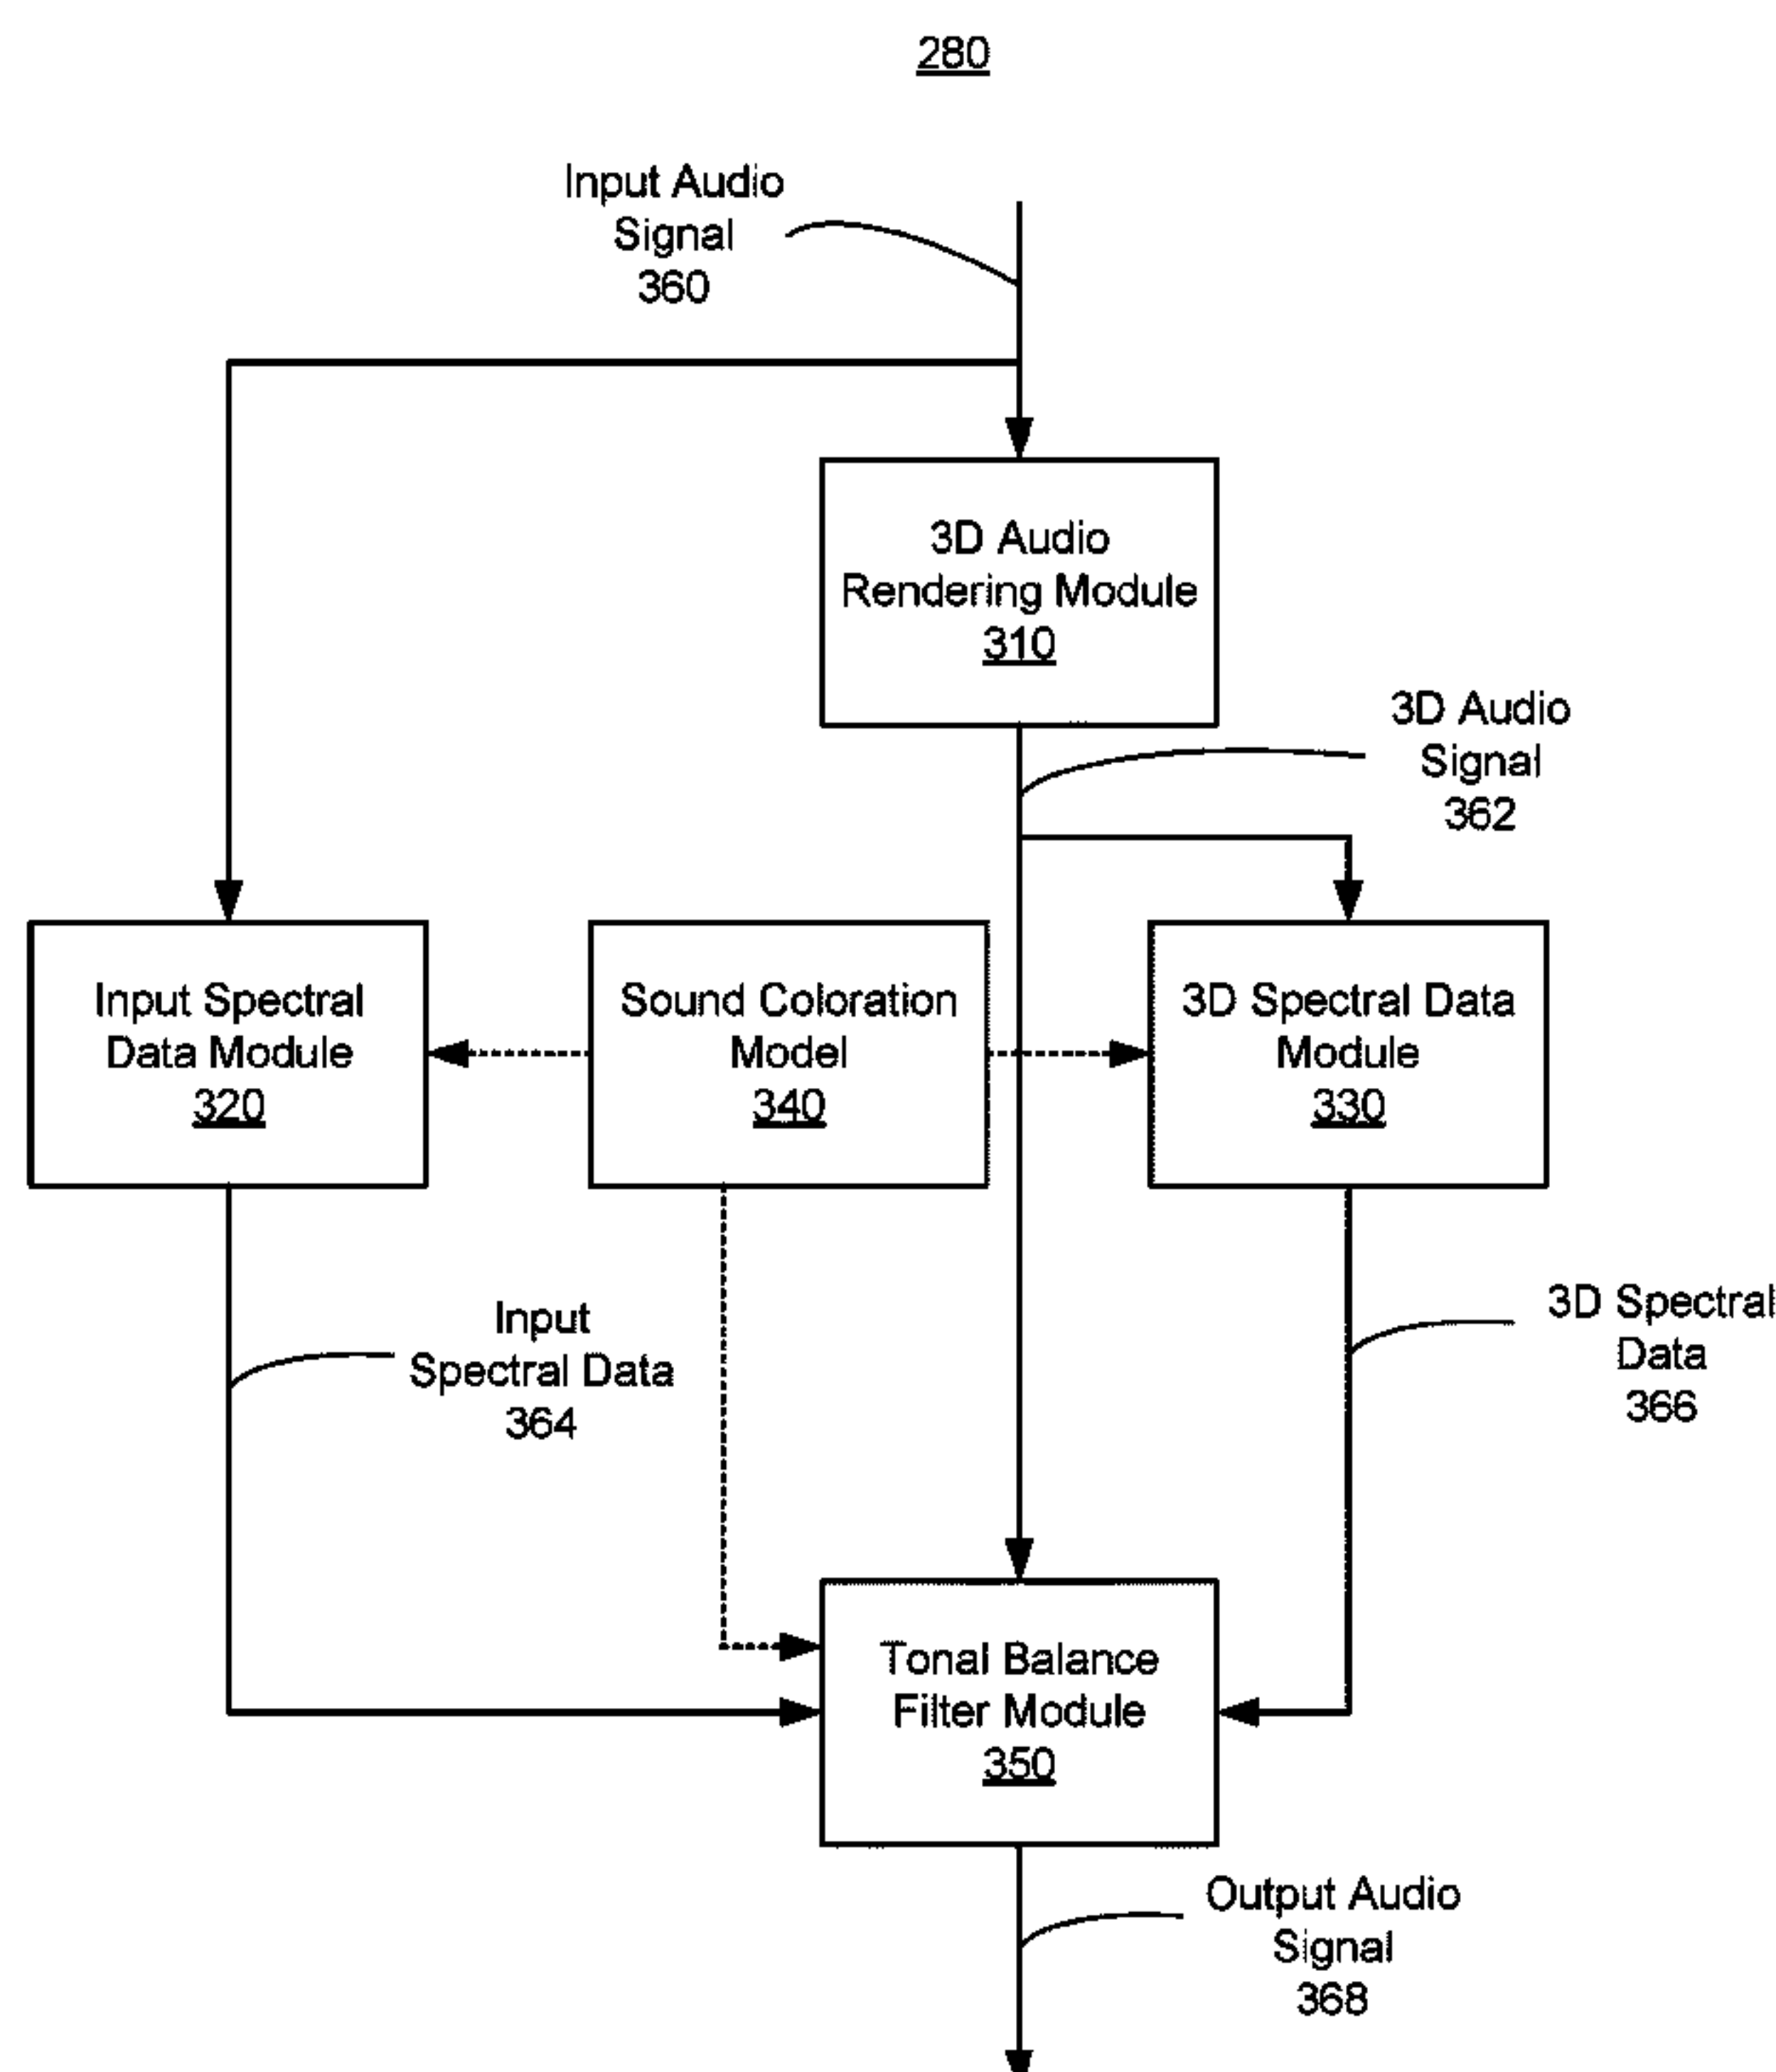 280
Input Audio
Signal
360
3D Audio
Rendering Module
310
3D Audio
Signal
362
Input Spectral
Data Module
320
Sound Coloration
Model
340
3D Spectral Data
Module
330
Input
Spectral Data
364
3D Spectral
Data
366
Tonal Balance
Filter Module
350
Output Audio
Signal
368